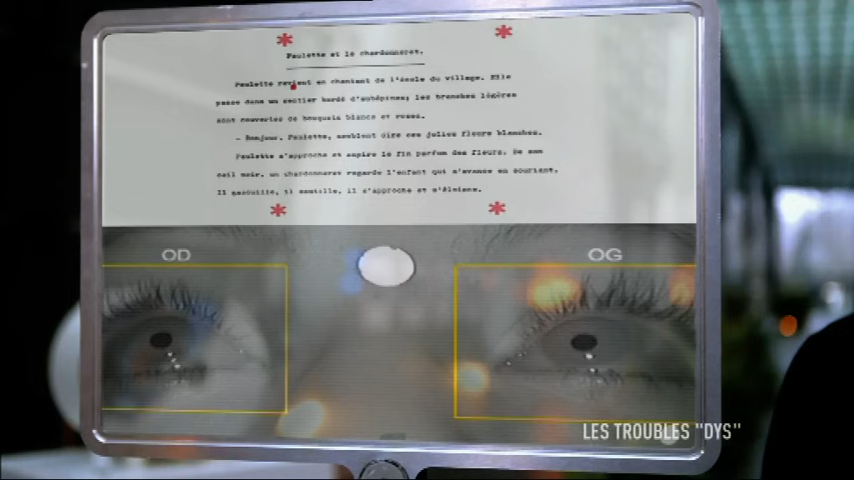 Paulette et le chardonneret.
Paulette revient en chantant de l'école du village. Elle
passe dans un sentier bordé d'aubépines; les branches légères
sont couvertes de bouquets blancs et roses.
- Bonjour, Paulette, semblent dire ces jolies fleurs blanches.
Paulette s'approche et aspire le fin parfum des fleurs. De son
oeil noir, un chardonneret regarde l'enfant qui s'avance en souriant.
Il gazouille, il sautille, il s'approche et s'éloigne.
OD
OG
LES TROUBLES "DYS"